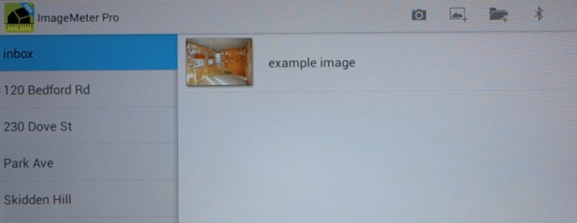 ImageMeter Pro
inbox
example image
120 Bedford Rd
230 Dove St
Park Ave
Skidden Hill